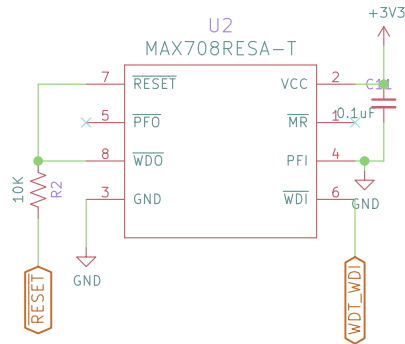 +3V3
U2
MAX708RESA-T
7 RESET VCC 2
C11
5 PFO MR 1
0.1uF
8 WDO PFI 4
10K R2
3 GND WDI 6
GND
GND
RESET
WDT_WDI